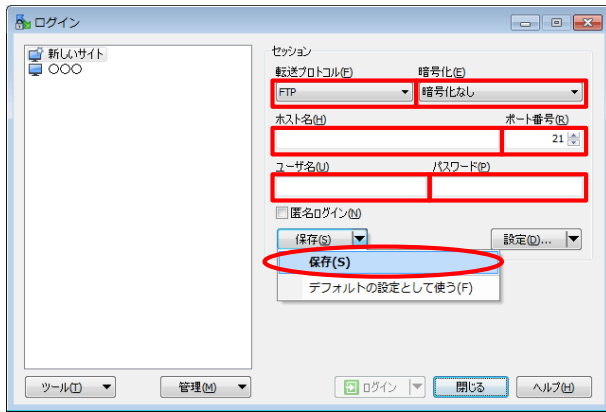 ログイン
新しいサイト
〇〇〇
セッション
転送プロトコル(F)
暗号化(E)
FTP
暗号化なし
ホスト名(H)
ポート番号(R)
21
ユーザ名(U)
パスワード(P)
匿名ログイン(N)
保存(S)
設定(D)...
保存(S)
デフォルトの設定として使う(F)
ツール(T)
管理(M)
ログイン
閉じる
ヘルプ(H)